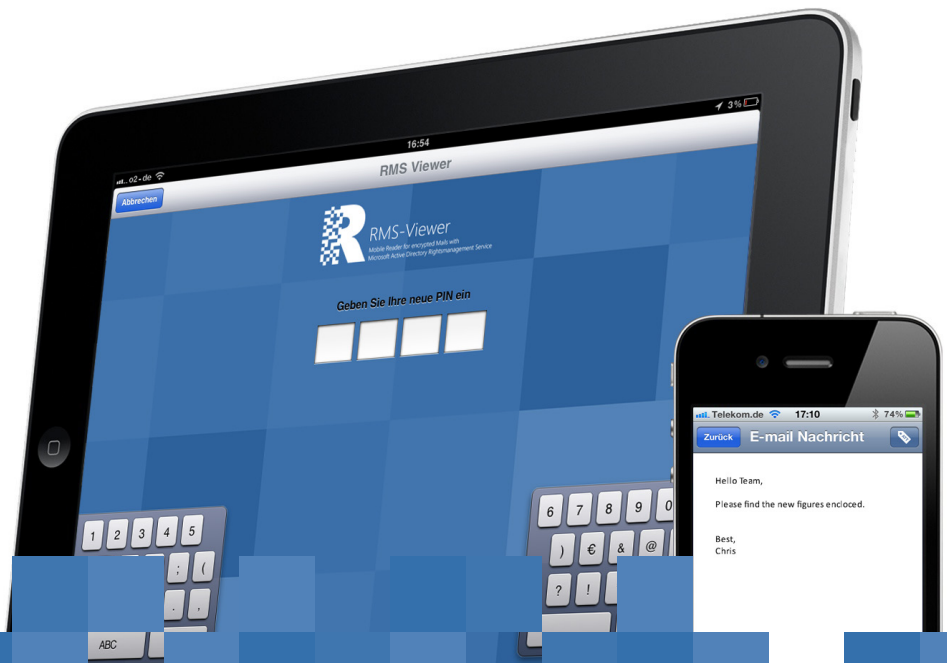 3%
16:54
o2-de
RMS Viewer
Abbrechen
RMS-Viewer
Mobile Reader for encrypted Mails with
Microsoft Active Directory Rightsmanagement Service
Geben Sie Ihre neue PIN ein
1 2 3 4 5
; (
. ,
ABC
6 7 8 9 0
) € & @
? !
Telekom.de 17:10 74%
Zurück E-mail Nachricht
Hello Team,
Please find the new figures encloced.
Best,
Chris